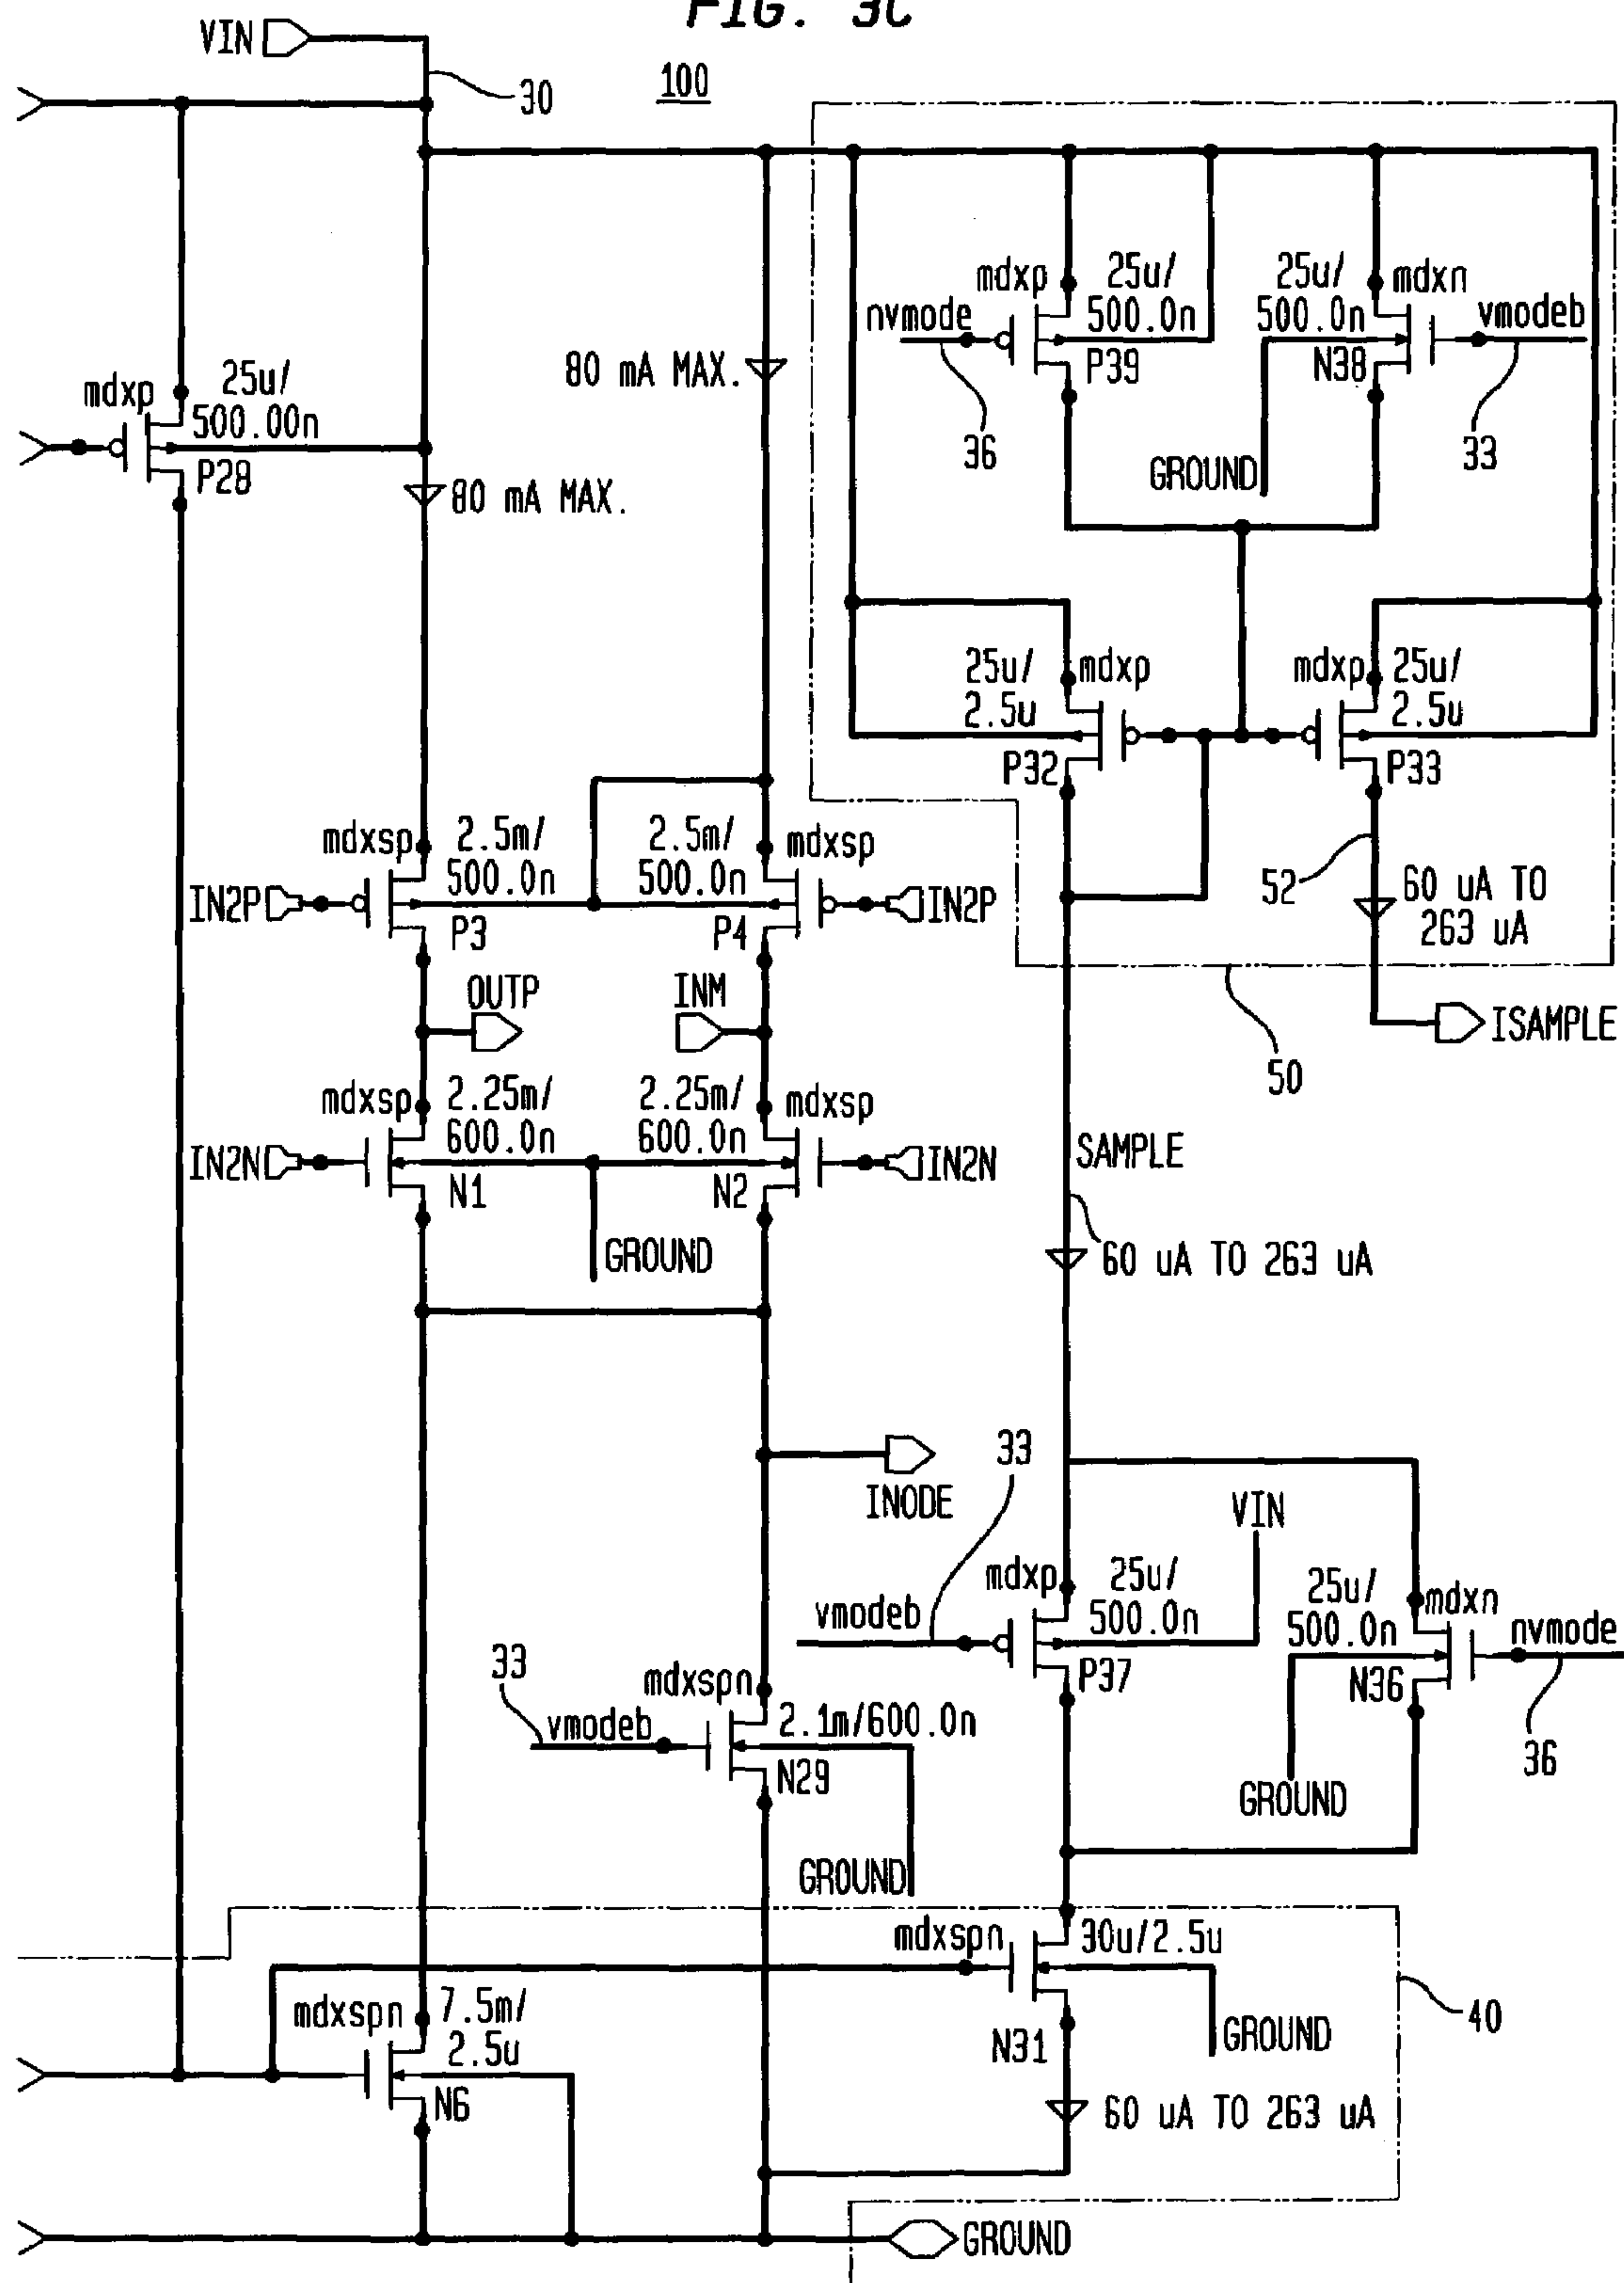 FIG. 3C
VIN
30
100
mdxp
25u/
500.0n
P39
nvmode
36
25u/
500.0n
mdxn
N38
vmodeb
33
GROUND
80 mA MAX.
mdxp
25u/
500.00n
P28
80 mA MAX.
25u/
2.5u
mdxp
P32
mdxp
25u/
2.5u
P33
52
60 uA TO
263 uA
mdxsp
2.5m/
500.0n
IN2P
P3
2.5m/
500.0n
mdxsp
P4
IN2P
OUTP
INM
ISAMPLE
50
mdxsp
2.25m/
600.0n
IN2N
N1
2.25m/
600.0n
mdxsp
N2
IN2N
GROUND
SAMPLE
60 uA TO 263 uA
INODE
33
VIN
mdxp
25u/
500.0n
vmodeb
P37
25u/
500.0n
mdxn
nvmode
N36
36
GROUND
33
mdxspn
vmodeb
2.1m/600.0n
N29
GROUND
mdxspn
30u/2.5u
N31
GROUND
40
mdxspn
7.5m/
2.5u
N6
60 uA TO 263 uA
GROUND